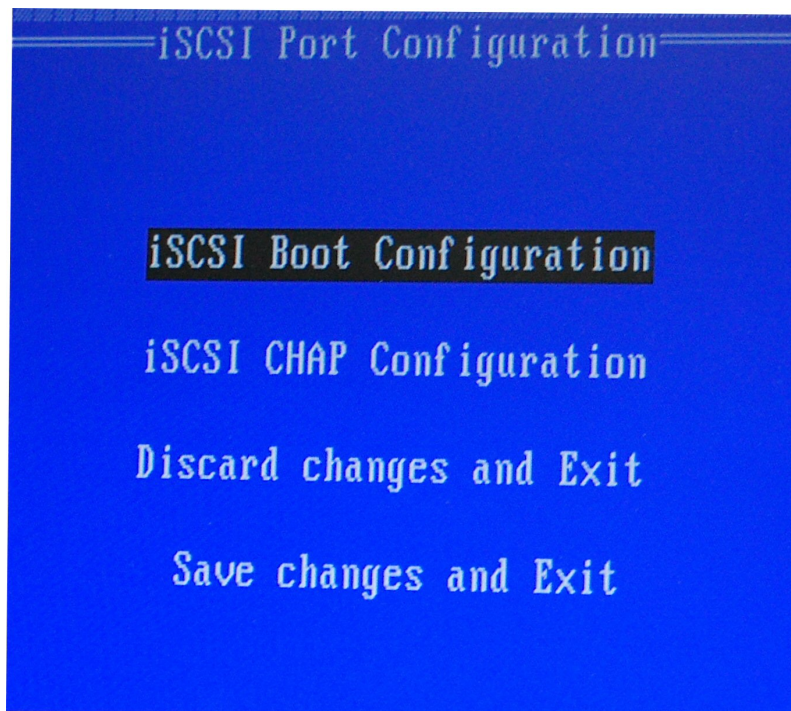 iSCSI Port Configuration
iSCSI Boot Configuration
iSCSI CHAP Configuration
Discard changes and Exit
Save changes and Exit